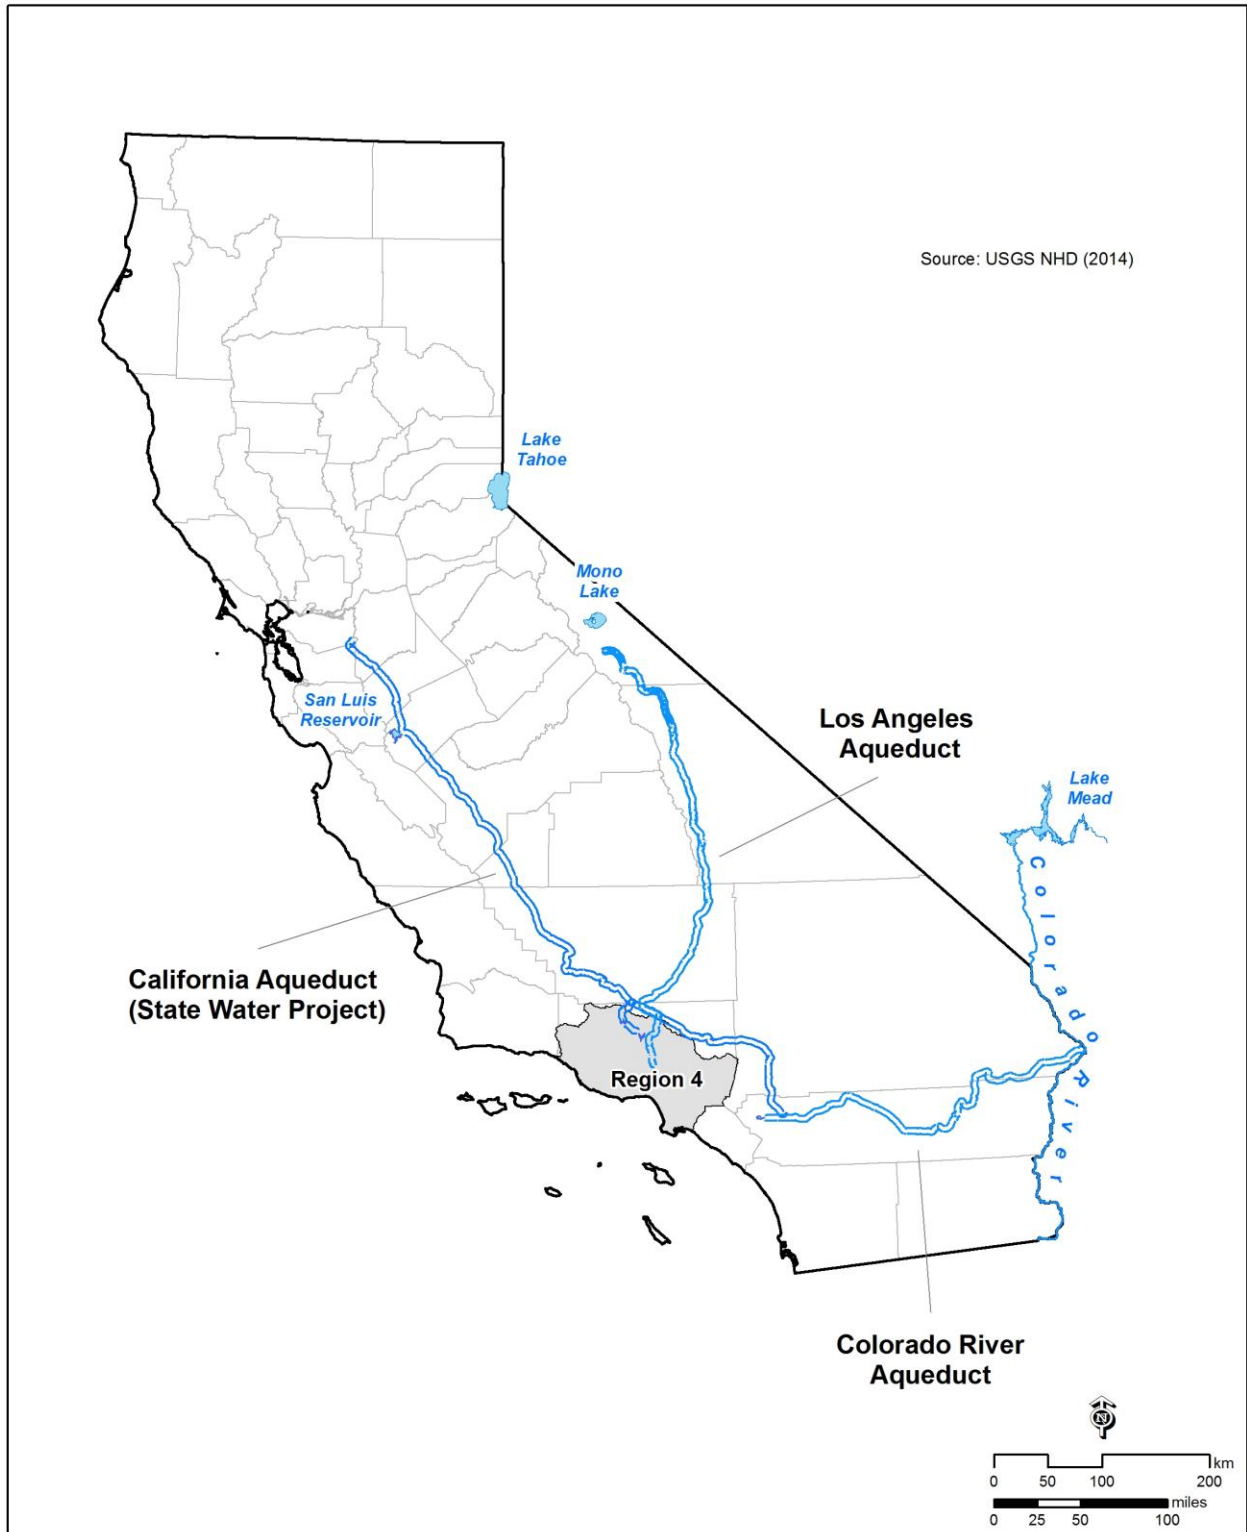 Source: USGS NHD (2014)
Lake
Tahoe
Mono
Lake
San Luis
Reservoir
Los Angeles
Aqueduct
Lake
Mead
Colorado River
California Aqueduct
(State Water Project)
Region 4
Colorado River
Aqueduct
N
km
0 50 100 200
miles
0 25 50 100